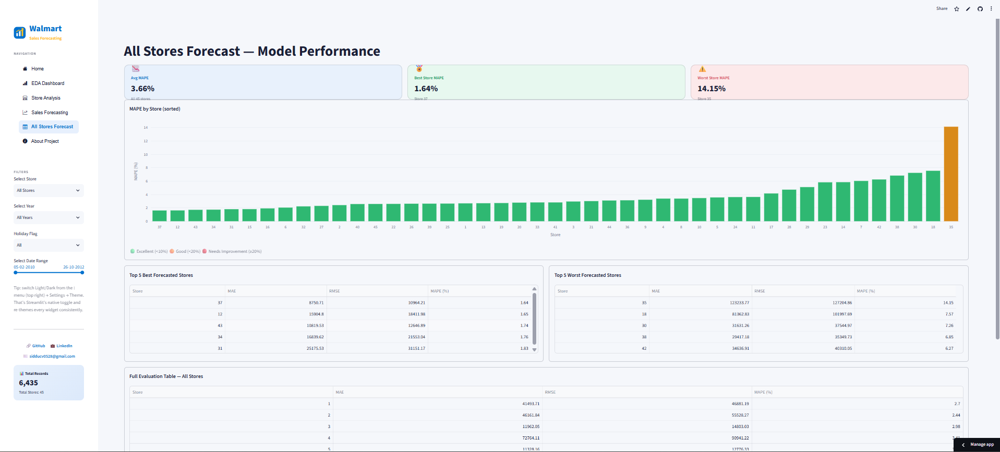 Share
Walmart
Sales Forecasting
NAVIGATION
Home
EDA Dashboard
Store Analysis
Sales Forecasting
All Stores Forecast
About Project
FILTERS
Select Store
All Stores
Select Year
All Years
Holiday Flag
All
Select Date Range
05-02-2010 26-10-2012
Tip: switch Light/Dark from the ⋮
menu (top right) → Settings → Theme.
That's Streamlit's native toggle and
re-themes every widget consistently.
GitHub LinkedIn
sidducv0528@gmail.com
Total Records
6,435
Total Stores: 45
All Stores Forecast — Model Performance
Avg MAPE
3.66%
All 45 stores
Best Store MAPE
1.64%
Store 37
Worst Store MAPE
14.15%
Store 35
MAPE by Store (sorted)
MAPE (%)
14
12
10
8
6
4
2
0
37 12 43 34 31 15 16 6 32 27 2 40 45 22 26 39 25 1 13 19 20 33 41 3 21 44 36 9 4 8 10 5 24 11 17 28 29 23 14 7 42 38 30 18 35
Store
Excellent (<10%) Good (<20%) Needs Improvement (≥20%)
Top 5 Best Forecasted Stores
Store MAE RMSE MAPE (%)
37 8750.71 10964.21 1.64
12 15904.8 18411.98 1.65
43 10819.53 12646.89 1.74
34 16839.62 21553.04 1.76
31 25175.53 31151.17 1.83
Top 5 Worst Forecasted Stores
Store MAE RMSE MAPE (%)
35 123233.77 127204.86 14.15
18 81362.83 101997.69 7.57
30 31631.26 37544.97 7.26
38 29417.18 35349.73 6.85
42 34636.91 40310.05 6.27
Full Evaluation Table — All Stores
Store MAE RMSE MAPE (%)
1 41493.71 46881.19 2.7
2 46161.84 55528.27 2.44
3 11962.05 14803.03 2.98
4 72764.11 90941.22
5 11328.16 12776.33
Manage app